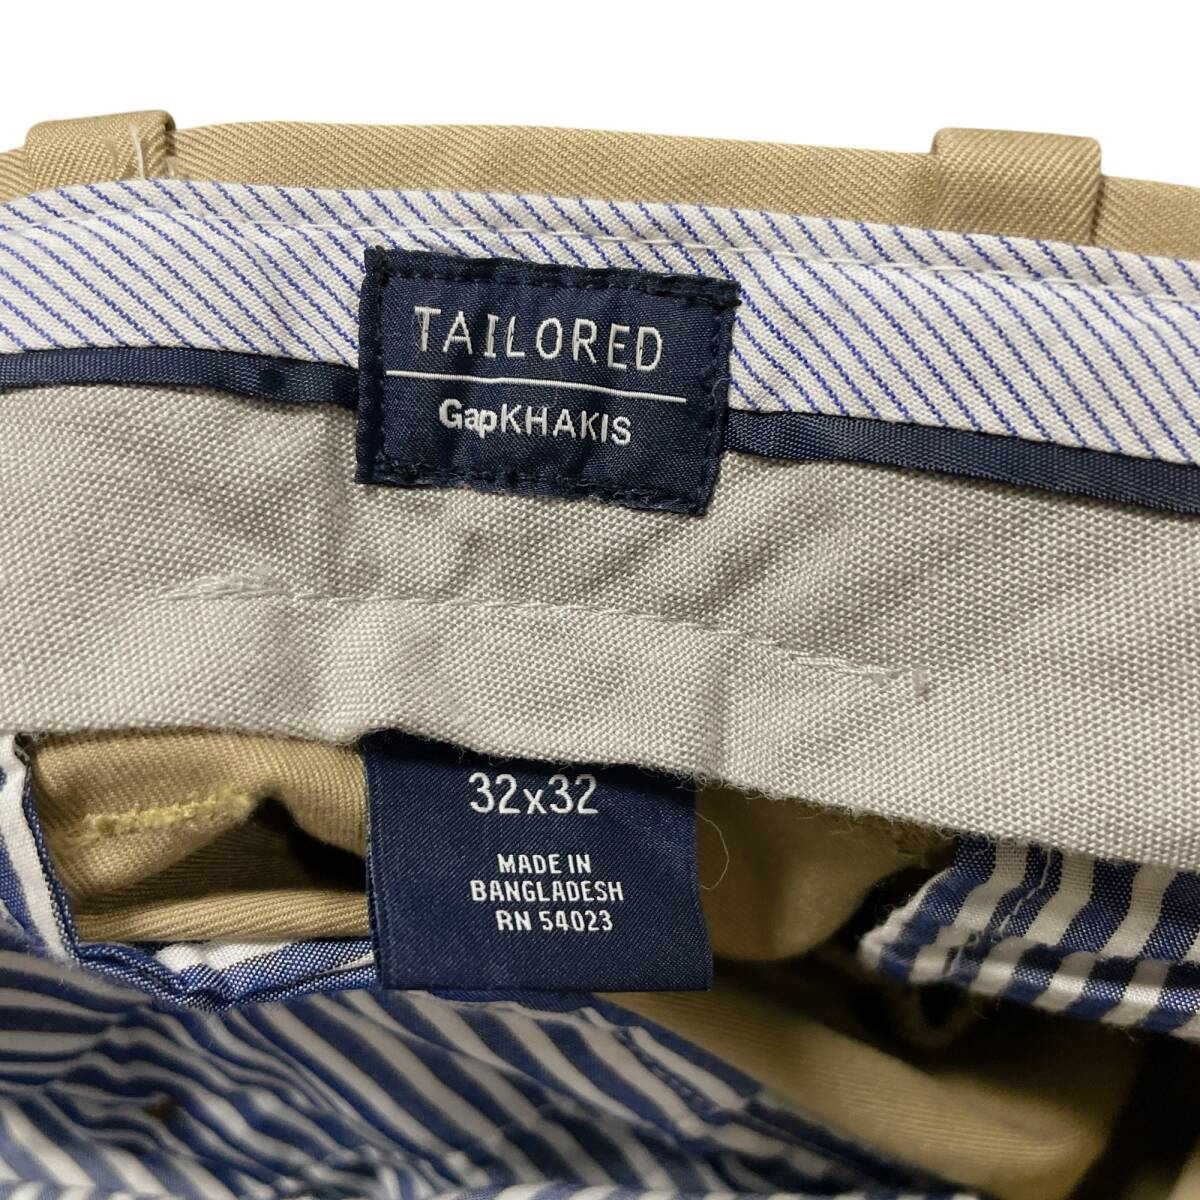 TAILORED
GapKHAKIS
32x32
MADE IN
BANGLADESH
RN 54023